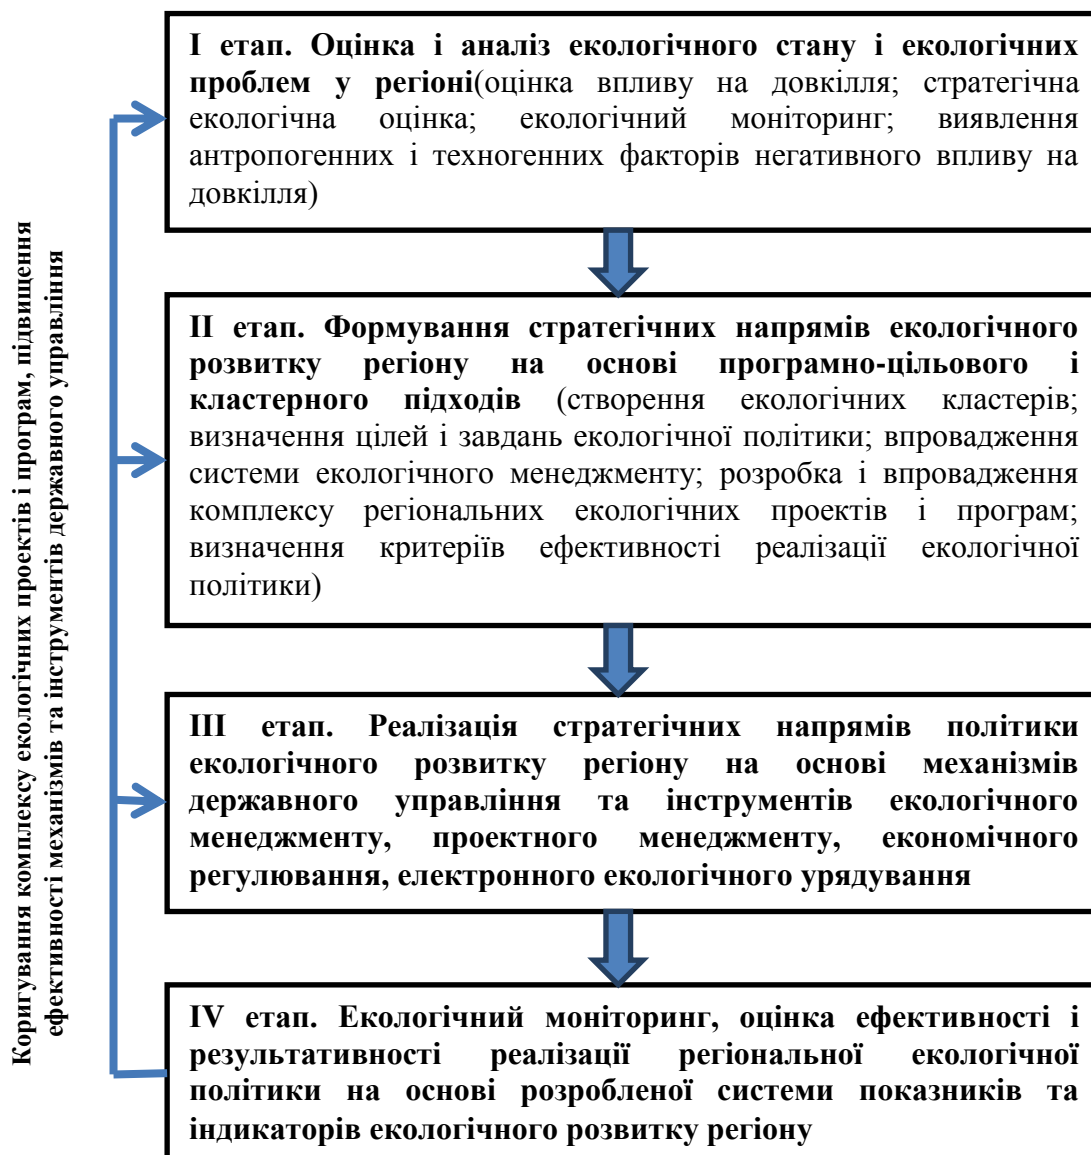 І етап. Оцінка і аналіз екологічного стану і екологічних
проблем у регіоні(оцінка впливу на довкілля; стратегічна
екологічна оцінка; екологічний моніторинг; виявлення
антропогенних і техногенних факторів негативного впливу на
довкілля)
ІІ етап. Формування стратегічних напрямів екологічного
розвитку регіону на основі програмно-цільового і
кластерного підходів (створення екологічних кластерів;
визначення цілей і завдань екологічної політики; впровадження
системи екологічного менеджменту; розробка і впровадження
комплексу регіональних екологічних проектів і програм;
визначення критеріїв ефективності реалізації екологічної
політики)
ІІІ етап. Реалізація стратегічних напрямів політики
екологічного розвитку регіону на основі механізмів
державного управління та інструментів екологічного
менеджменту, проектного менеджменту, економічного
регулювання, електронного екологічного урядування
IV етап. Екологічний моніторинг, оцінка ефективності і
результативності реалізації регіональної екологічної
політики на основі розробленої системи показників та
індикаторів екологічного розвитку регіону
Коригування комплексу екологічних проектів і програм, підвищення
ефективності механізмів та інструментів державного управління